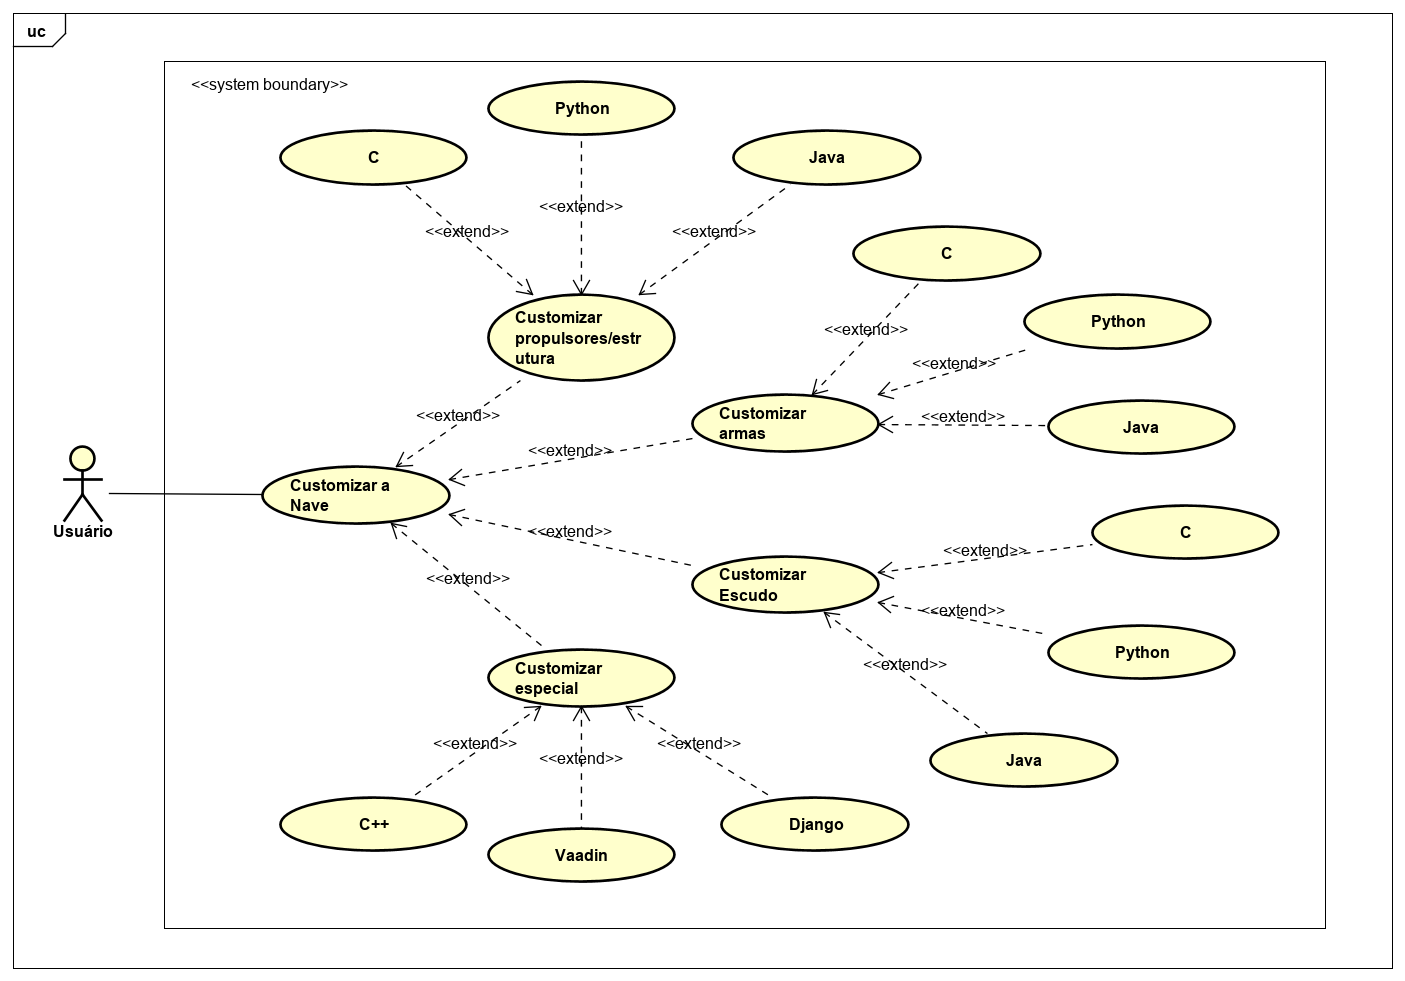 uc
<<system boundary>>
Python
C
Java
<<extend>>
<<extend>>
<<extend>>
C
Customizar
propulsores/estr
utura
Python
<<extend>>
<<extend>>
Customizar
armas
<<extend>>
<<extend>>
Java
<<extend>>
Customizar a
Nave
Usuário
<<extend>>
C
<<extend>>
Customizar
Escudo
<<extend>>
<<extend>>
Python
Customizar
especial
<<extend>>
<<extend>>
<<extend>>
<<extend>>
Java
C++
Vaadin
Django